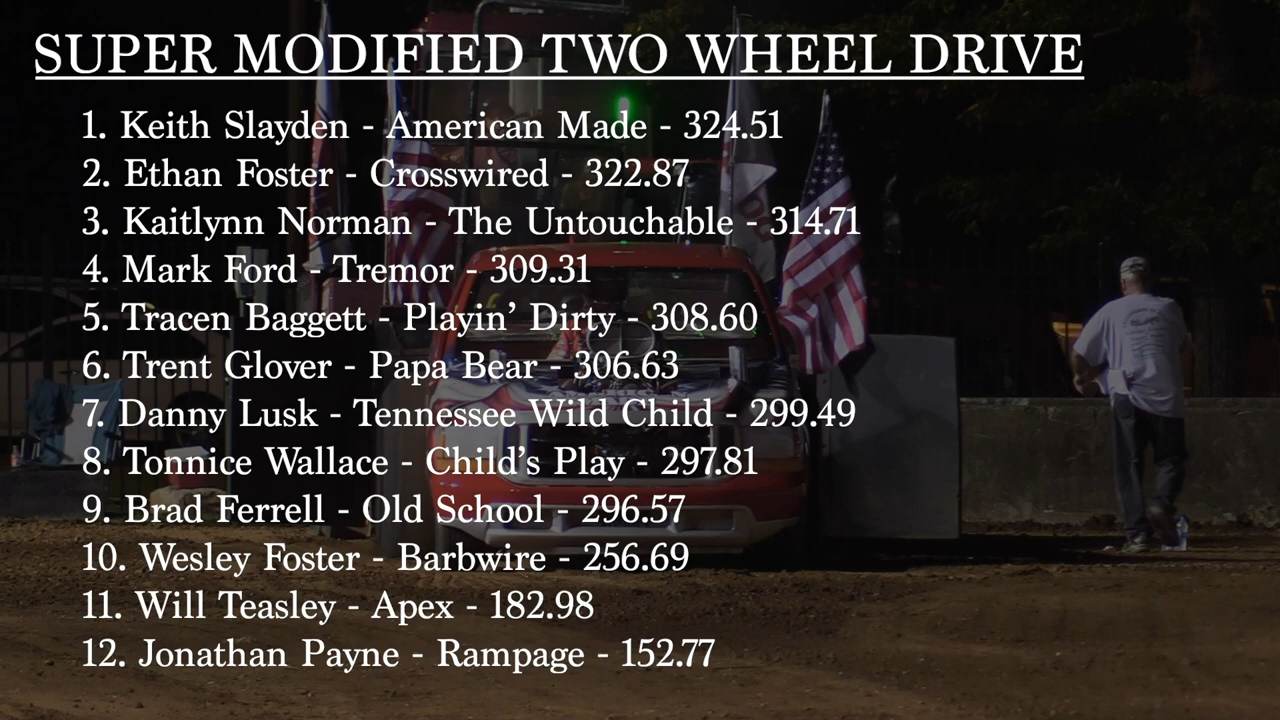 SUPER MODIFIED TWO WHEEL DRIVE
1. Keith Slayden - American Made - 324.51
2. Ethan Foster - Crosswired - 322.87
3. Kaitlynn Norman - The Untouchable - 314.71
4. Mark Ford - Tremor - 309.31
5. Tracen Baggett - Playin’ Dirty - 308.60
6. Trent Glover - Papa Bear - 306.63
7. Danny Lusk - Tennessee Wild Child - 299.49
8. Tonnice Wallace - Child’s Play - 297.81
9. Brad Ferrell - Old School - 296.57
10. Wesley Foster - Barbwire - 256.69
11. Will Teasley - Apex - 182.98
12. Jonathan Payne - Rampage - 152.77